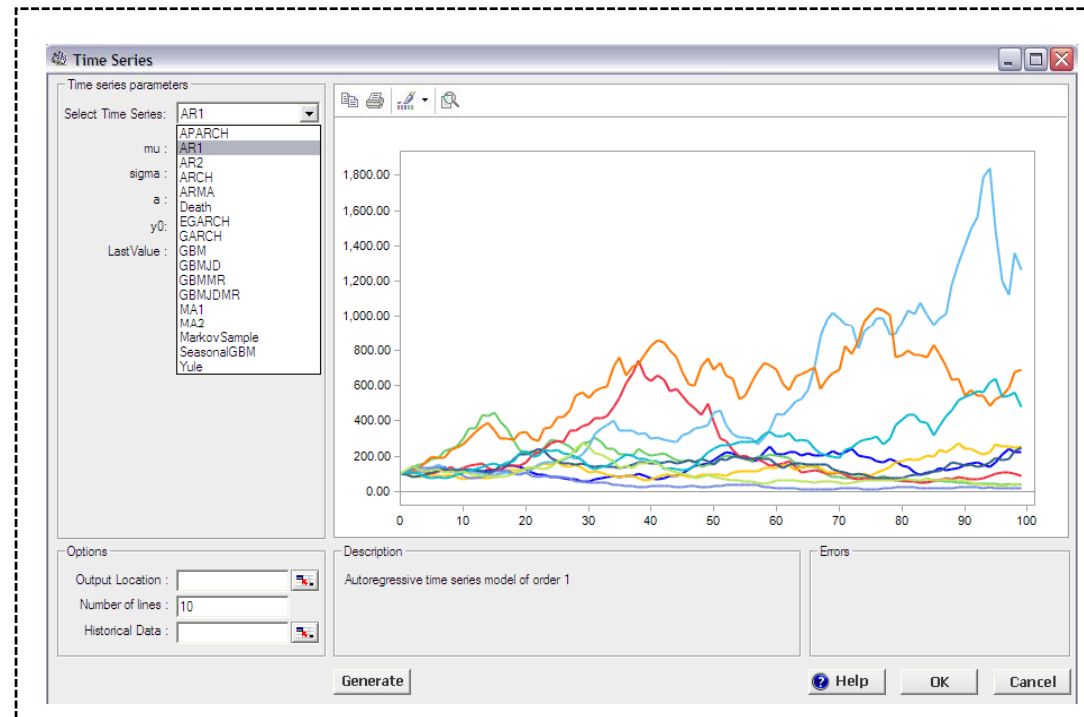 Time Series
Time series parameters
Select Time Series: AR1
APARCH
AR1
AR2
ARCH
ARMA
Death
EGARCH
GARCH
GBM
GBMJD
GBMMR
GBMJDMR
MA1
MA2
MarkovSample
SeasonalGBM
Yule
mu :
sigma :
a :
y0:
LastValue :
1,800.00
1,600.00
1,400.00
1,200.00
1,000.00
800.00
600.00
400.00
200.00
0.00
0 10 20 30 40 50 60 70 80 90 100
Options
Output Location :
Number of lines : 10
Historical Data :
Description
Autoregressive time series model of order 1
Errors
Generate
Help OK Cancel